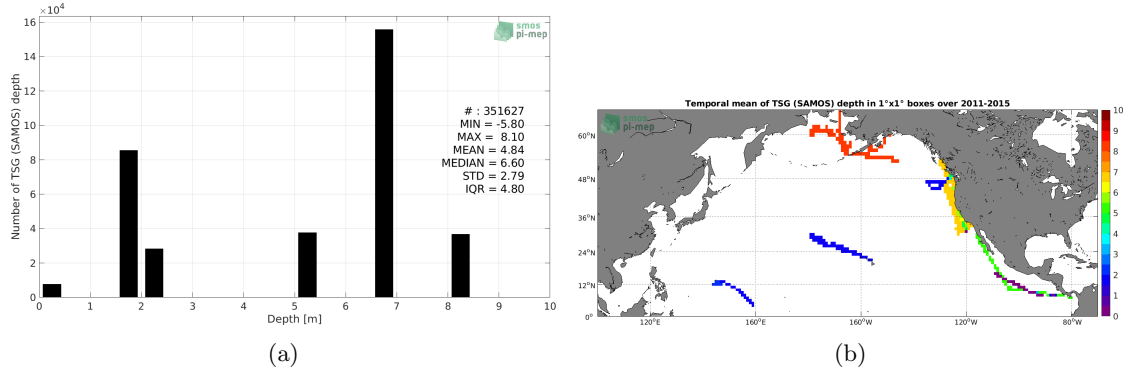 ×10⁴
16
14
12
10
8
6
4
2
0
Number of TSG (SAMOS) depth
smos
pi-mep
# : 351627
MIN = -5.80
MAX = 8.10
MEAN = 4.84
MEDIAN = 6.60
STD = 2.79
IQR = 4.80
0 1 2 3 4 5 6 7 8 9 10
Depth [m]
(a)
Temporal mean of TSG (SAMOS) depth in 1°x1° boxes over 2011-2015
smos
pi-mep
60°N
48°N
36°N
24°N
12°N
0°
120°E 160°E 160°W 120°W 80°W
10
9
8
7
6
5
4
3
2
1
0
(b)